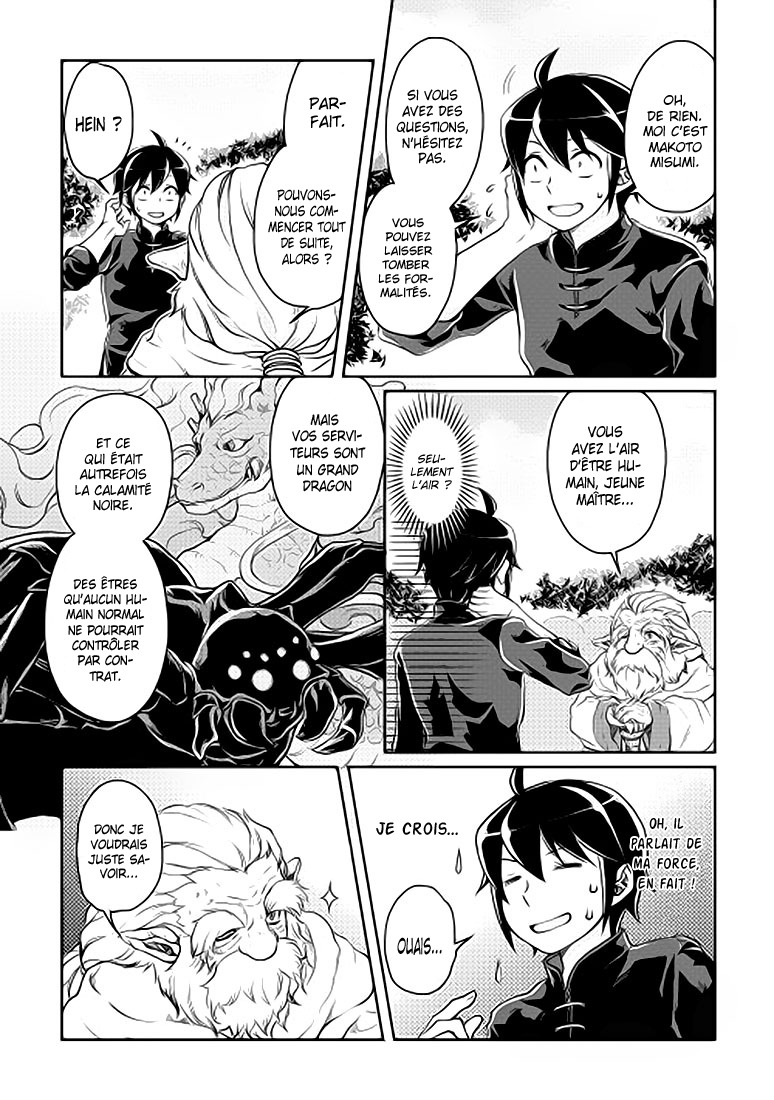 OH,
DE RIEN.
MOI C'EST
MAKOTO
MISUMI.
SI VOUS
AVEZ DES
QUESTIONS,
N'HÉSITEZ
PAS.
VOUS
POUVEZ
LAISSER
TOMBER
LES FOR-
MALITÉS.
PAR-
FAIT.
POUVONS-
NOUS COM-
MENCER TOUT
DE SUITE,
ALORS ?
HEIN ?
VOUS
AVEZ L'AIR
D'ÊTRE HU-
MAIN, JEUNE
MAÎTRE...
SEU-
LEMENT
L'AIR ?
MAIS
VOS SERVI-
TEURS SONT
UN GRAND
DRAGON
ET CE
QUI ÉTAIT
AUTREFOIS
LA CALAMITÉ
NOIRE.
DES ÊTRES
QU'AUCUN HU-
MAIN NORMAL
NE POURRAIT
CONTRÔLER
PAR CON-
TRAT.
OH, IL
PARLAIT DE
MA FORCE,
EN FAIT !
JE CROIS...
OUAIS...
DONC JE
VOUDRAIS
JUSTE SA-
VOIR...